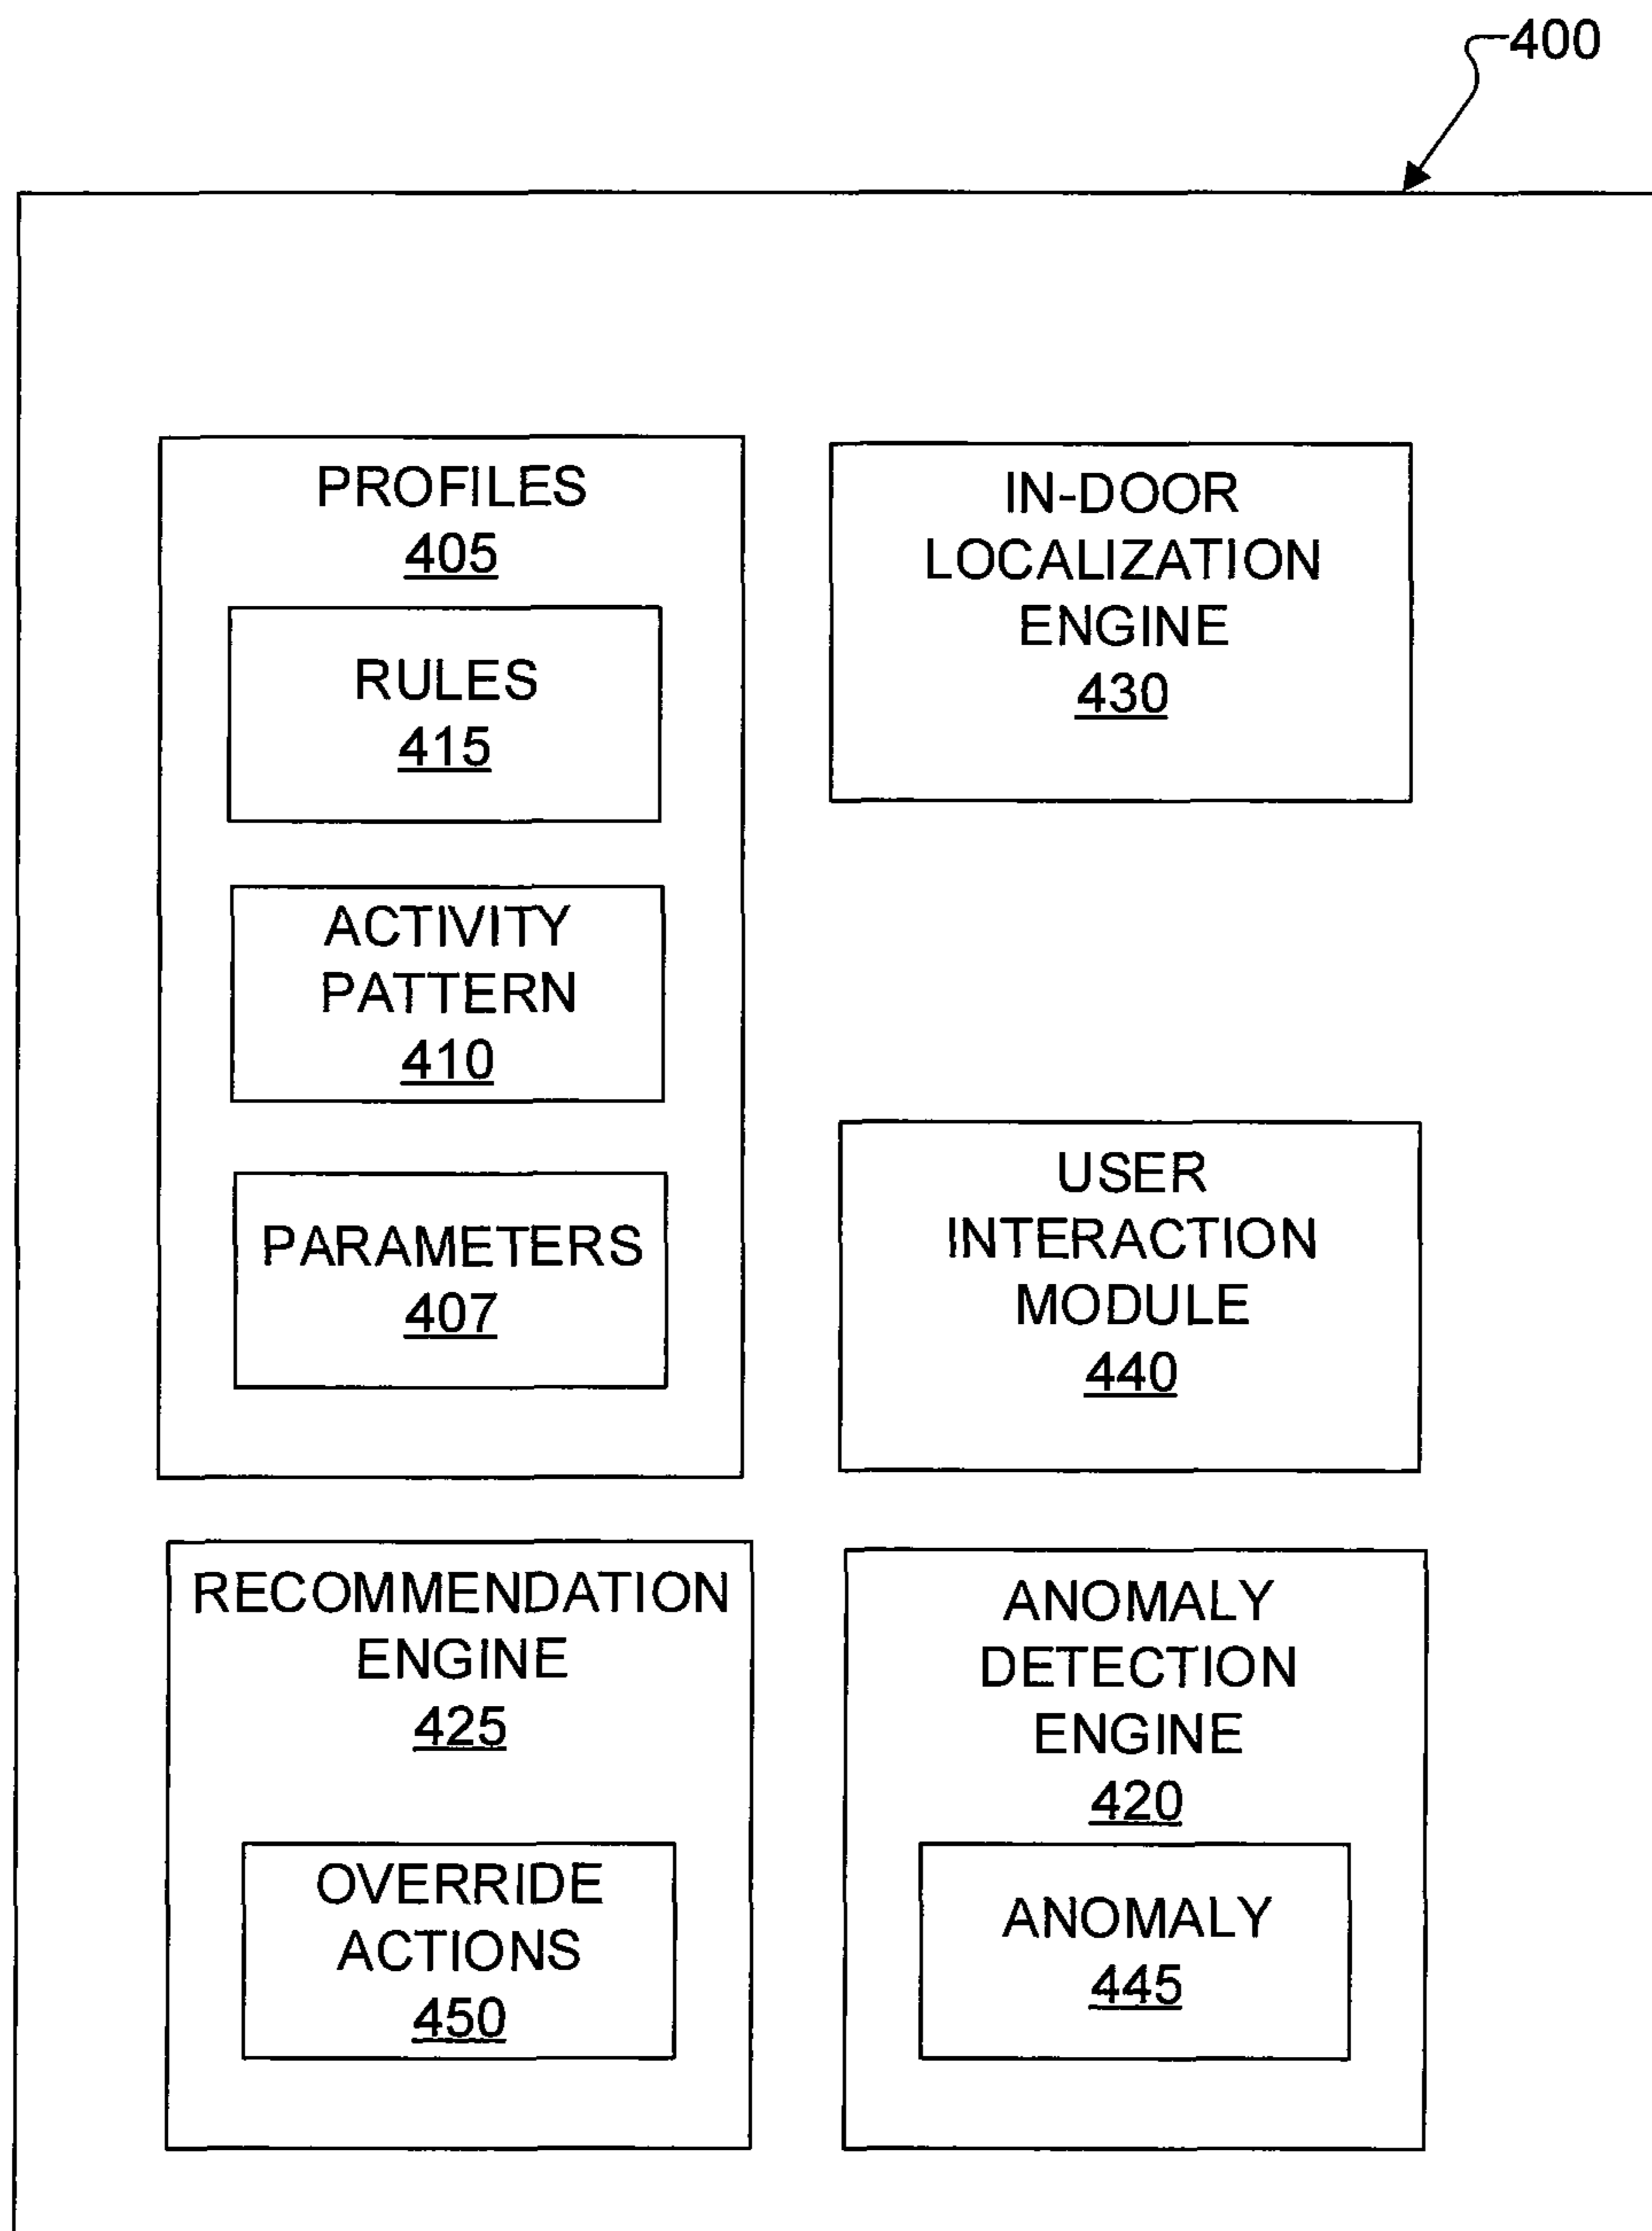 400
PROFILES
405
RULES
415
ACTIVITY
PATTERN
410
PARAMETERS
407
IN-DOOR
LOCALIZATION
ENGINE
430
USER
INTERACTION
MODULE
440
RECOMMENDATION
ENGINE
425
OVERRIDE
ACTIONS
450
ANOMALY
DETECTION
ENGINE
420
ANOMALY
445